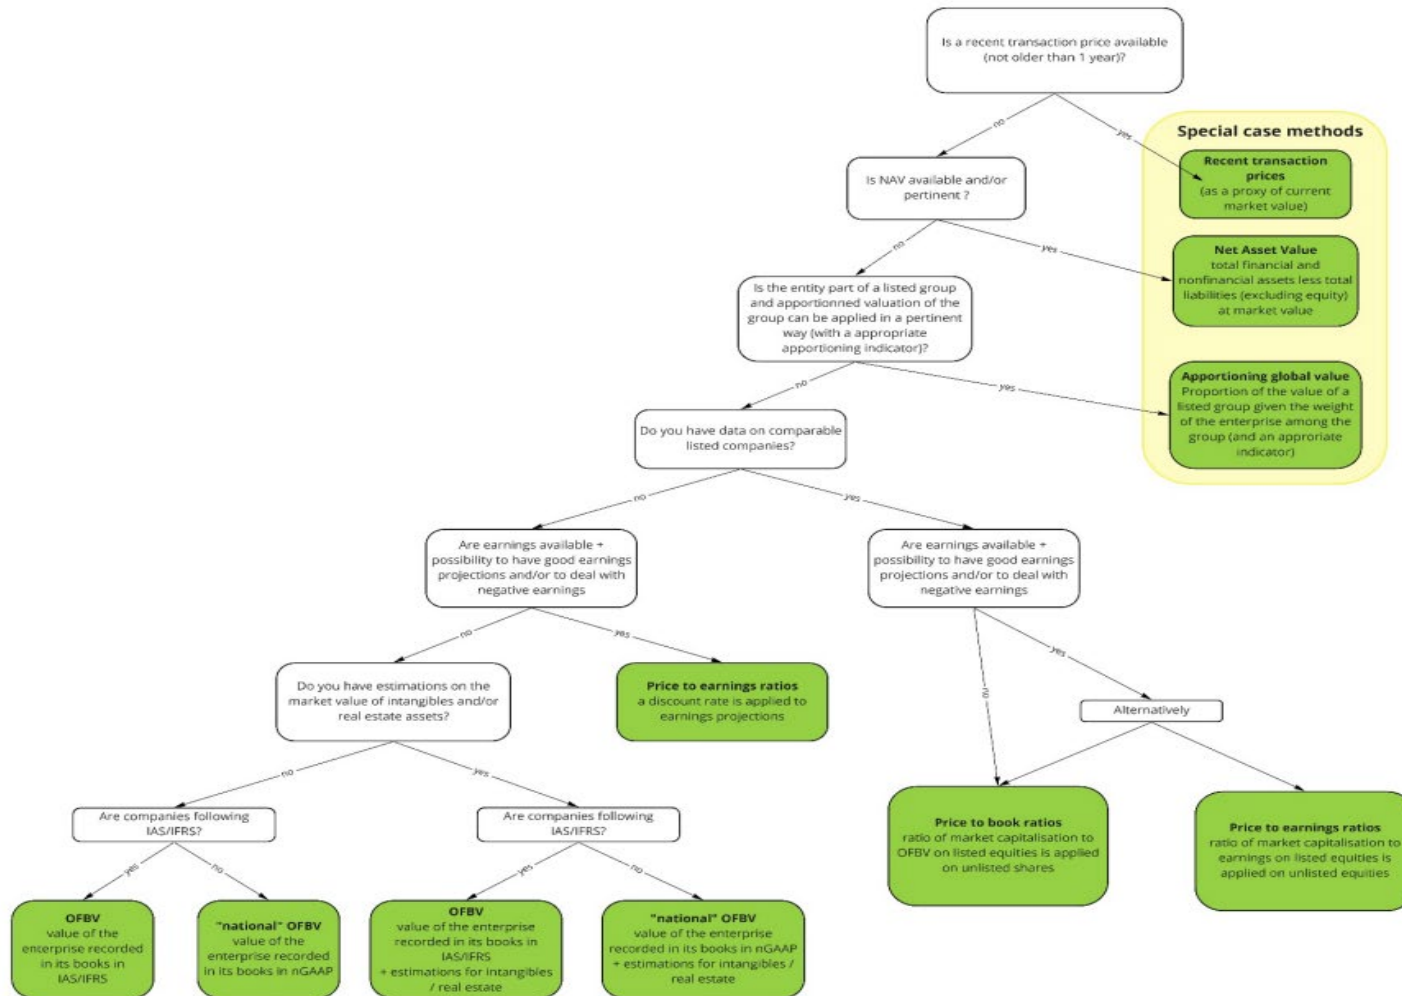 Is a recent transaction price available
(not older than 1 year)?
no
yes
Special case methods
Recent transaction
prices
(as a proxy of current
market value)
Is NAV available and/or
pertinent ?
no
yes
Net Asset Value
total financial and
nonfinancial assets less total
liabilities (excluding equity)
at market value
Is the entity part of a listed group
and apportionned valuation of the
group can be applied in a pertinent
way (with a appropriate
apportioning indicator)?
no
yes
Apportioning global value
Proportion of the value of a
listed group given the weight
of the enterprise among the
group (and an approriate
indicator)
Do you have data on comparable
listed companies?
no
yes
Are earnings available +
possibility to have good earnings
projections and/or to deal with
negative earnings
Are earnings available +
possibility to have good earnings
projections and/or to deal with
negative earnings
no
yes
no
yes
Do you have estimations on the
market value of intangibles and/or
real estate assets?
Price to earnings ratios
a discount rate is applied to
earnings projections
Alternatively
no
yes
Are companies following
IAS/IFRS?
Are companies following
IAS/IFRS?
Price to book ratios
ratio of market capitalisation to
OFBV on listed equities is applied
on unlisted shares
Price to earnings ratios
ratio of market capitalisation to
earnings on listed equities is
applied on unlisted equities
yes
no
yes
no
OFBV
value of the
enterprise recorded
in its books in
IAS/IFRS
"national" OFBV
value of the
enterprise recorded
in its books in nGAAP
OFBV
value of the enterprise
recorded in its books in
IAS/IFRS
+ estimations for intangibles
/ real estate
"national" OFBV
value of the enterprise
recorded in its books in nGAAP
+ estimations for intangibles /
real estate